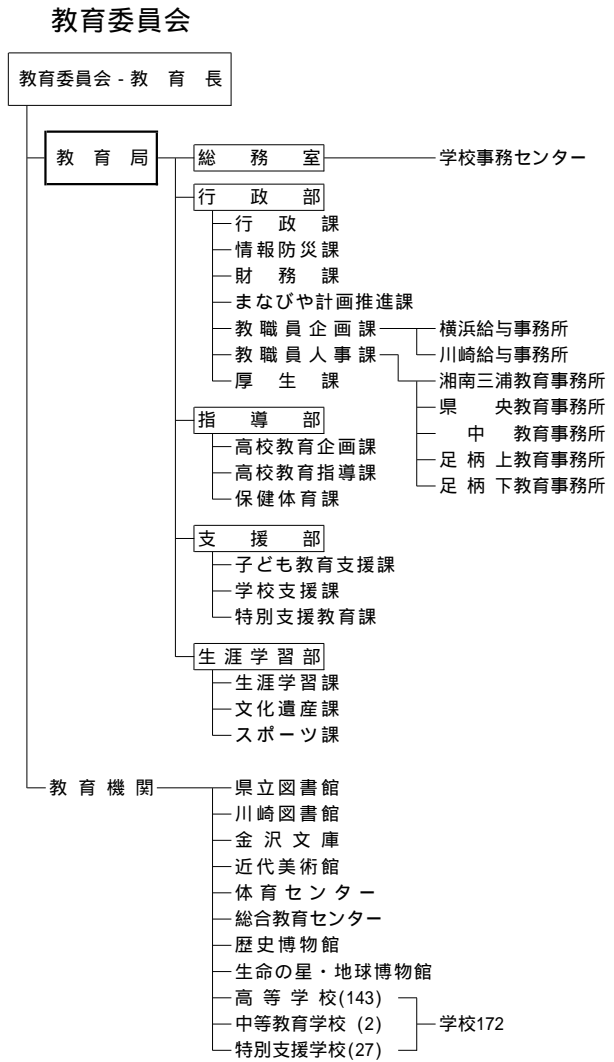 教育委員会
教育委員会 - 教　育　長
教　育　局
総　務　室
学校事務センター
行　政　部
行　政　課
情報防災課
財　務　課
まなびや計画推進課
教職員企画課
横浜給与事務所
川崎給与事務所
教職員人事課
湘南三浦教育事務所
県　央教育事務所
中　教育事務所
足柄上教育事務所
足柄下教育事務所
厚　生　課
指　導　部
高校教育企画課
高校教育指導課
保健体育課
支　援　部
子ども教育支援課
学校支援課
特別支援教育課
生涯学習部
生涯学習課
文化遺産課
スポーツ課
教育機関
県立図書館
川崎図書館
金沢文庫
近代美術館
体育センター
総合教育センター
歴史博物館
生命の星・地球博物館
高等学校(143)
中等教育学校 (2)
特別支援学校(27)
学校172